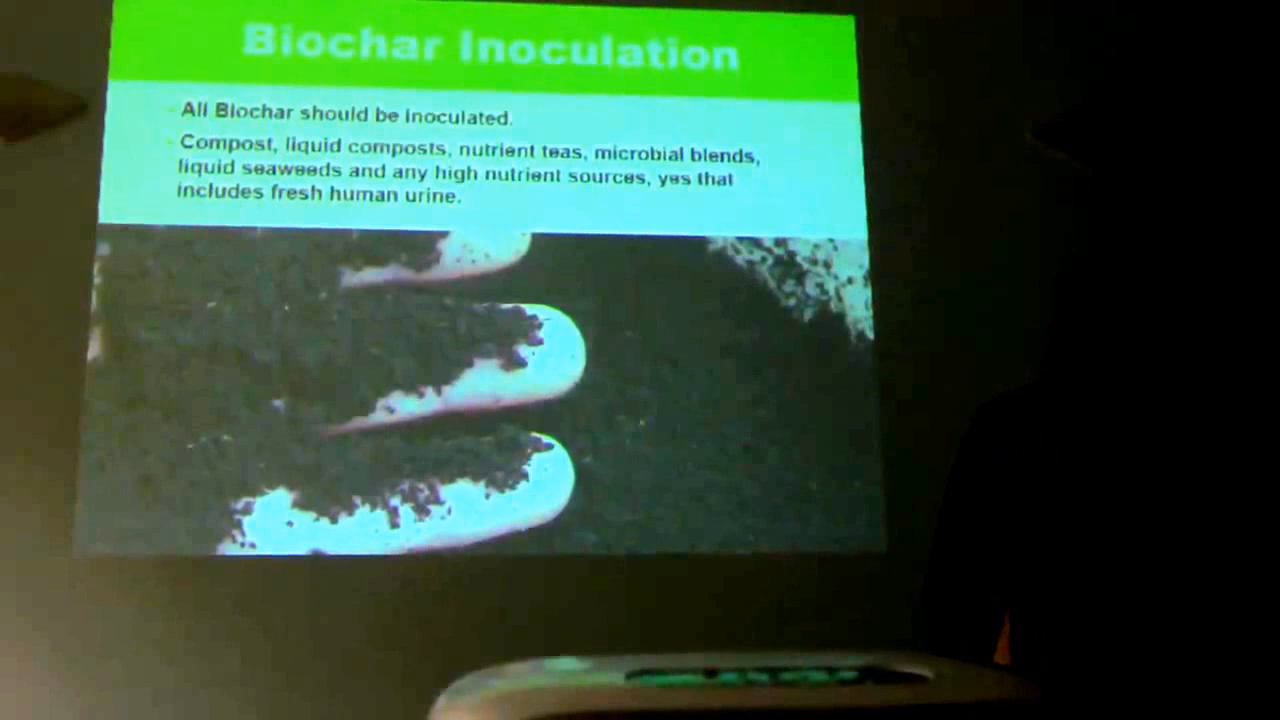 Biochar Inoculation
- All Biochar should be inoculated.
- Compost, liquid composts, nutrient teas, microbial blends,
liquid seaweeds and any high nutrient sources, yes that
includes fresh human urine.